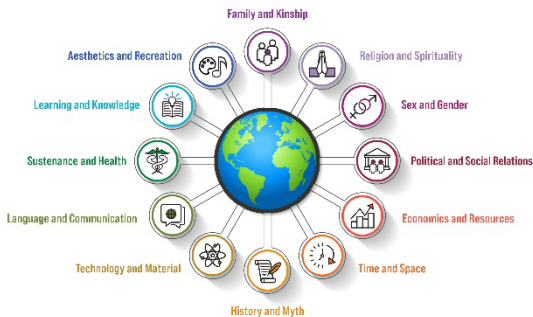 Family and Kinship
Aesthetics and Recreation
Religion and Spirituality
Learning and Knowledge
Sex and Gender
Sustenance and Health
Political and Social Relations
Language and Communication
Economics and Resources
Technology and Material
Time and Space
History and Myth